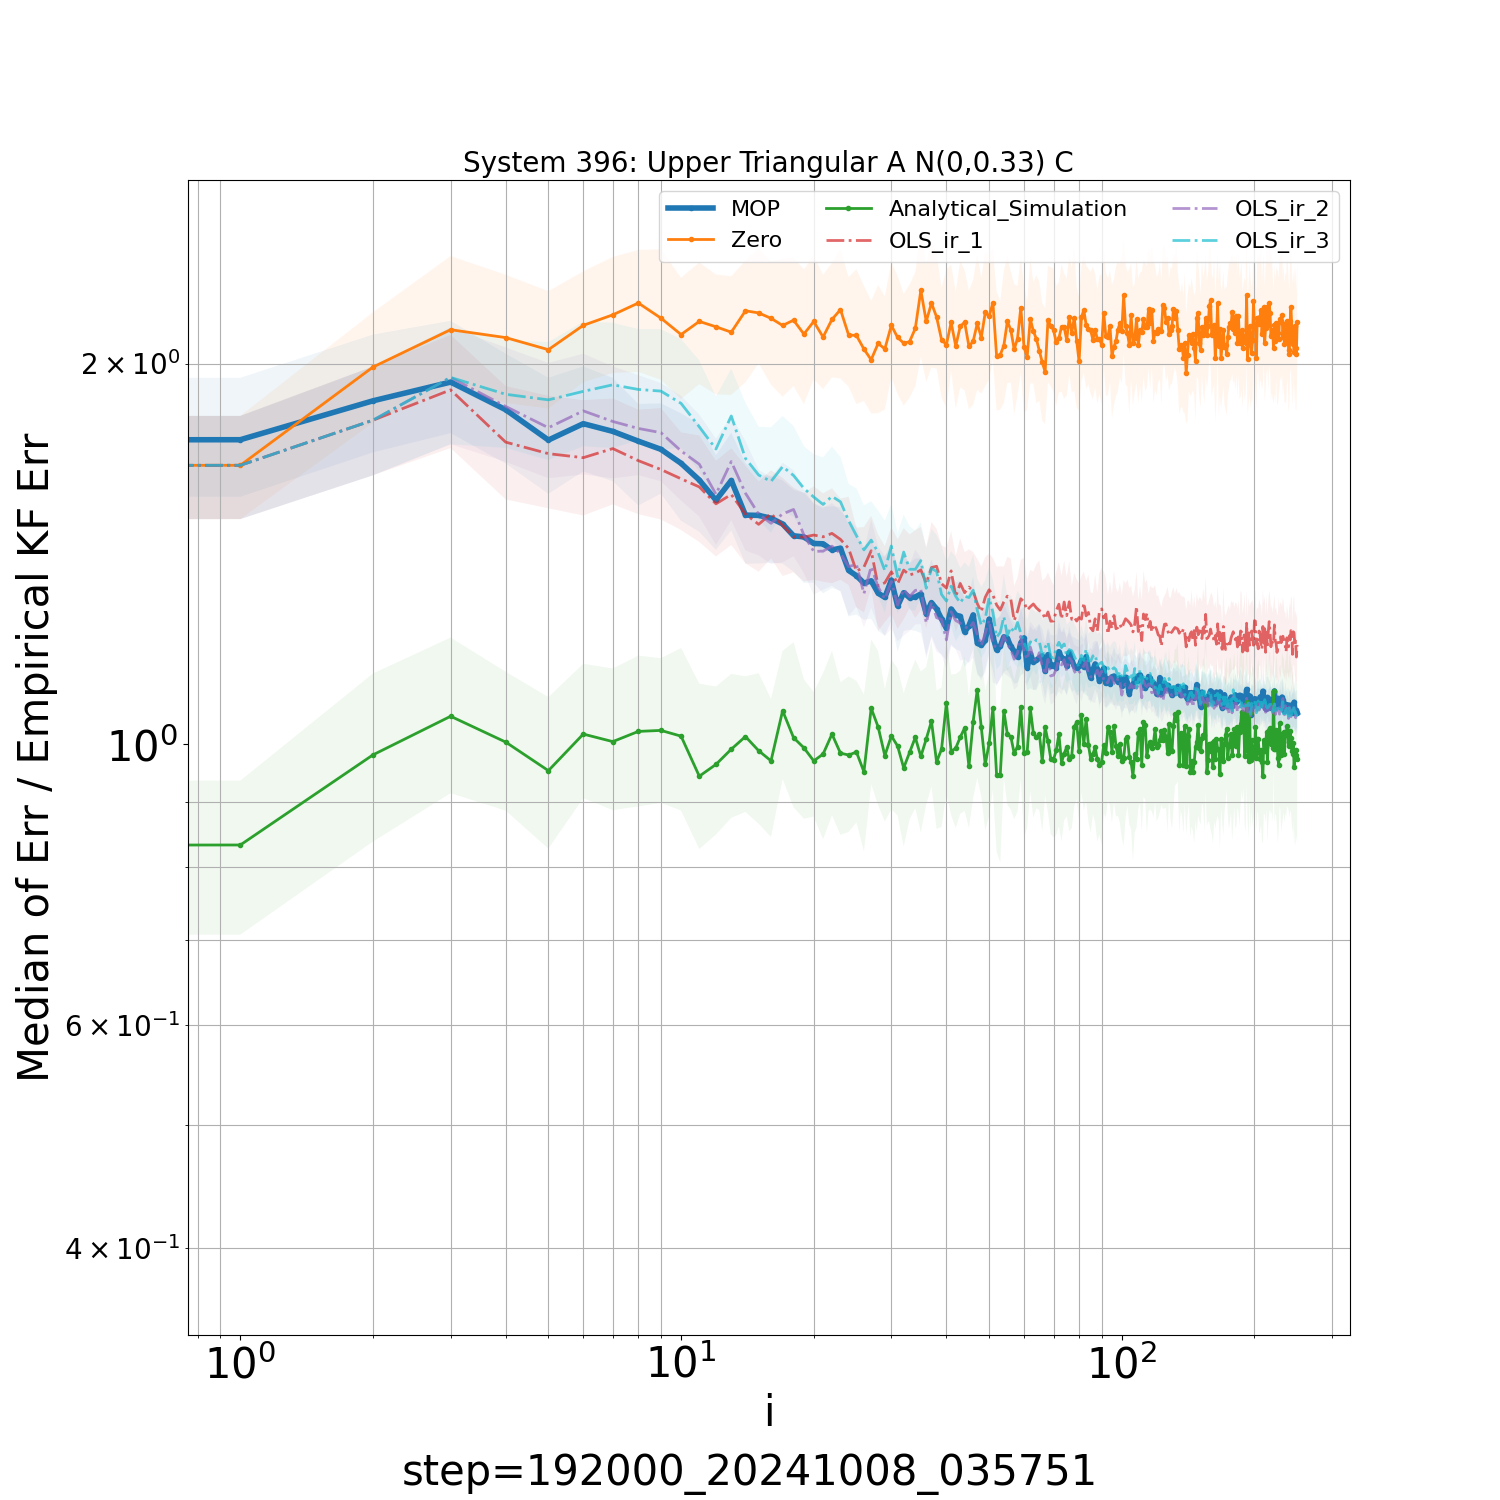 System 396: Upper Triangular A N(0,0.33) C
MOP
Zero
Analytical_Simulation
OLS_ir_1
OLS_ir_2
OLS_ir_3
Median of Err / Empirical KF Err
2 × 10⁰
10⁰
6 × 10⁻¹
4 × 10⁻¹
10⁰ 10¹ 10²
i
step=192000_20241008_035751